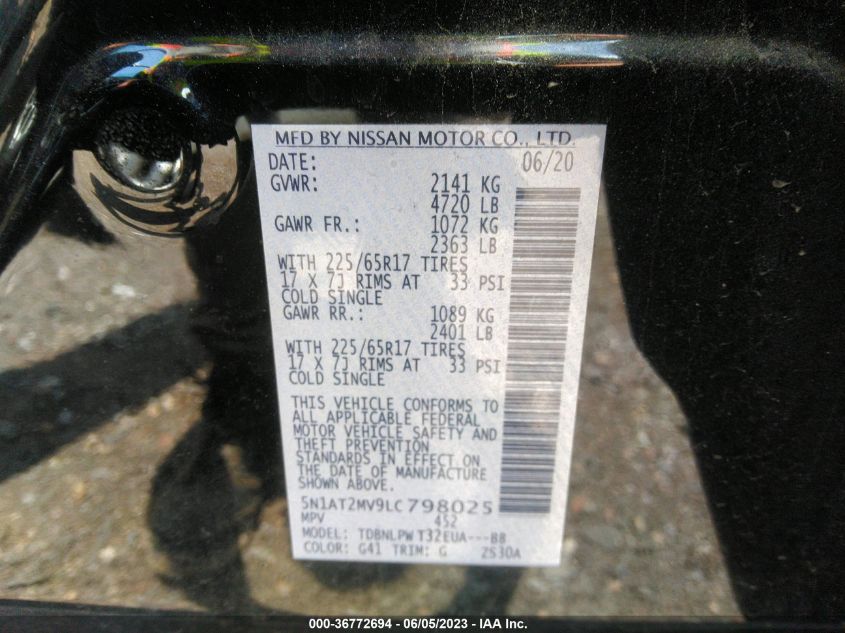 MFD BY NISSAN MOTOR CO., LTD.
DATE: 06/20
GVWR: 2141 KG
4720 LB
GAWR FR.: 1072 KG
2363 LB
WITH 225/65R17 TIRES
17 X 7J RIMS AT 33 PSI
COLD SINGLE
GAWR RR.: 1089 KG
2401 LB
WITH 225/65R17 TIRES
17 X 7J RIMS AT 33 PSI
COLD SINGLE
THIS VEHICLE CONFORMS TO
ALL APPLICABLE FEDERAL
MOTOR VEHICLE SAFETY AND
THEFT PREVENTION
STANDARDS IN EFFECT ON
THE DATE OF MANUFACTURE
SHOWN ABOVE.
5N1AT2MV9LC798025
MPV 452
MODEL: TDBNLPW T32EUA---BB
COLOR: G41 TRIM: G ZS30A
000-36772694 - 06/05/2023 - IAA Inc.